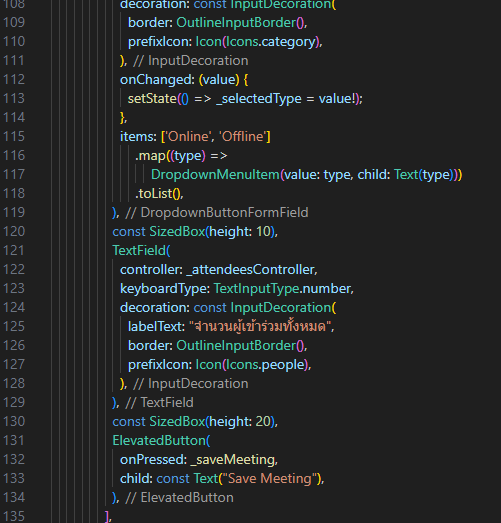 108 decoration: const InputDecoration(
109 border: OutlineInputBorder(),
110 prefixIcon: Icon(Icons.category),
111 ), // InputDecoration
112 onChanged: (value) {
113 setState(() => _selectedType = value!);
114 },
115 items: ['Online', 'Offline']
116 .map((type) =>
117 DropdownMenuItem(value: type, child: Text(type)))
118 .toList(),
119 ), // DropdownButtonFormField
120 const SizedBox(height: 10),
121 TextField(
122 controller: _attendeesController,
123 keyboardType: TextInputType.number,
124 decoration: const InputDecoration(
125 labelText: "จำนวนผู้เข้าร่วมทั้งหมด",
126 border: OutlineInputBorder(),
127 prefixIcon: Icon(Icons.people),
128 ), // InputDecoration
129 ), // TextField
130 const SizedBox(height: 20),
131 ElevatedButton(
132 onPressed: _saveMeeting,
133 child: const Text("Save Meeting"),
134 ), // ElevatedButton
135 ],